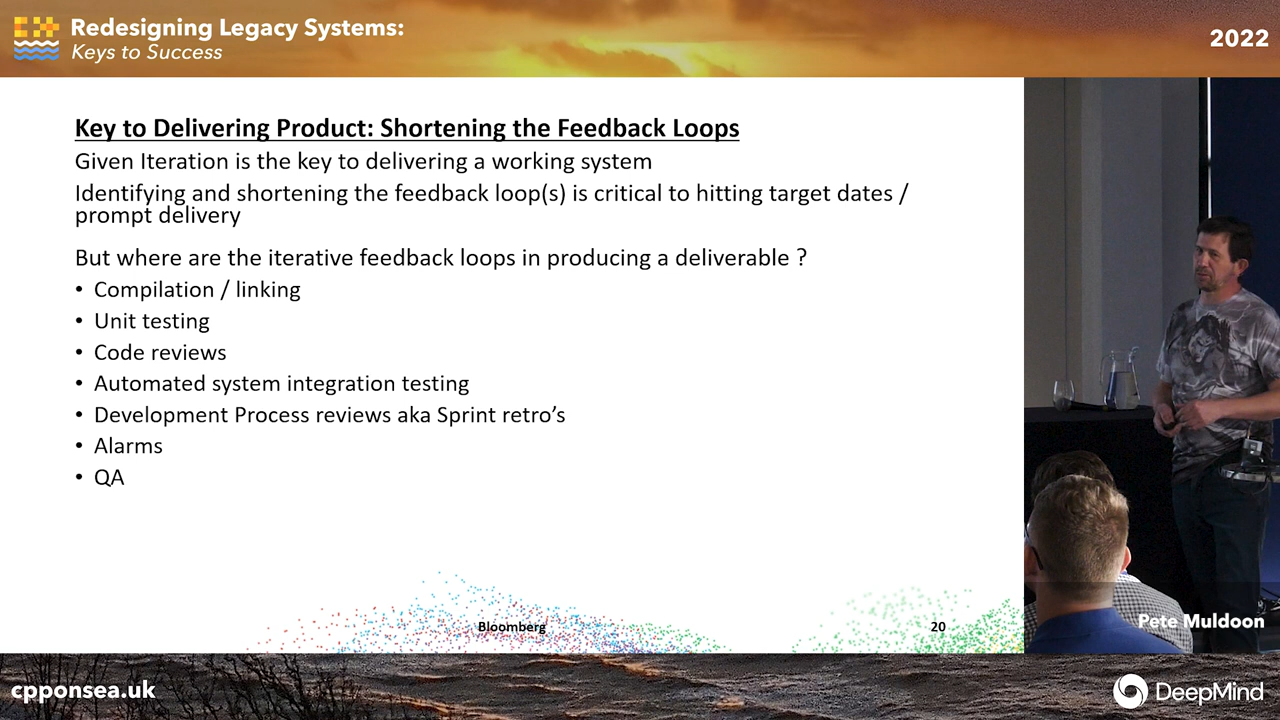 Redesigning Legacy Systems:
Keys to Success
2022
Key to Delivering Product: Shortening the Feedback Loops
Given Iteration is the key to delivering a working system
Identifying and shortening the feedback loop(s) is critical to hitting target dates /
prompt delivery
But where are the iterative feedback loops in producing a deliverable ?
• Compilation / linking
• Unit testing
• Code reviews
• Automated system integration testing
• Development Process reviews aka Sprint retro’s
• Alarms
• QA
Bloomberg
20
Pete Muldoon
cpponsea.uk
DeepMind